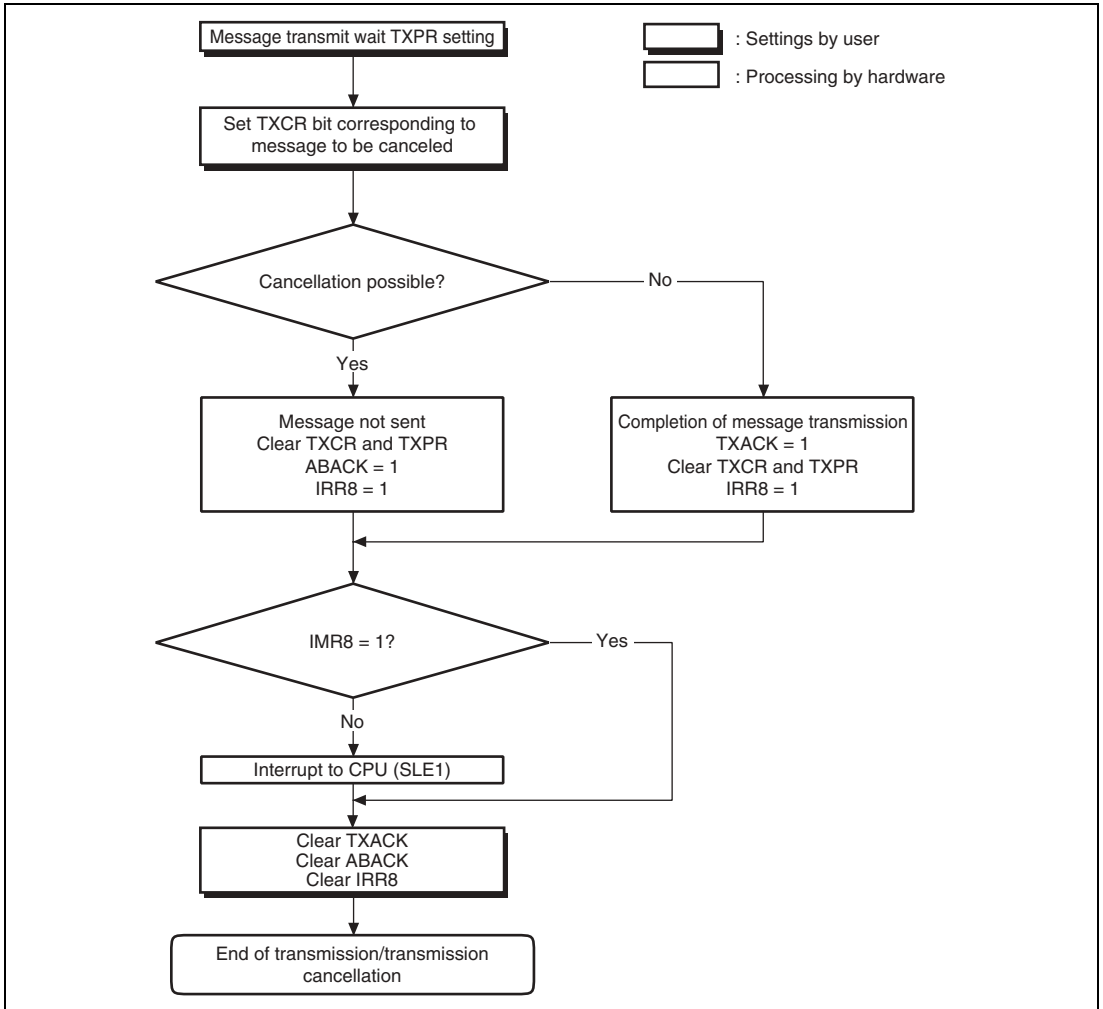 Message transmit wait TXPR setting
: Settings by user
: Processing by hardware
Set TXCR bit corresponding to
message to be canceled
Cancellation possible?
No
Yes
Message not sent
Clear TXCR and TXPR
ABACK = 1
IRR8 = 1
Completion of message transmission
TXACK = 1
Clear TXCR and TXPR
IRR8 = 1
IMR8 = 1?
Yes
No
Interrupt to CPU (SLE1)
Clear TXACK
Clear ABACK
Clear IRR8
End of transmission/transmission
cancellation